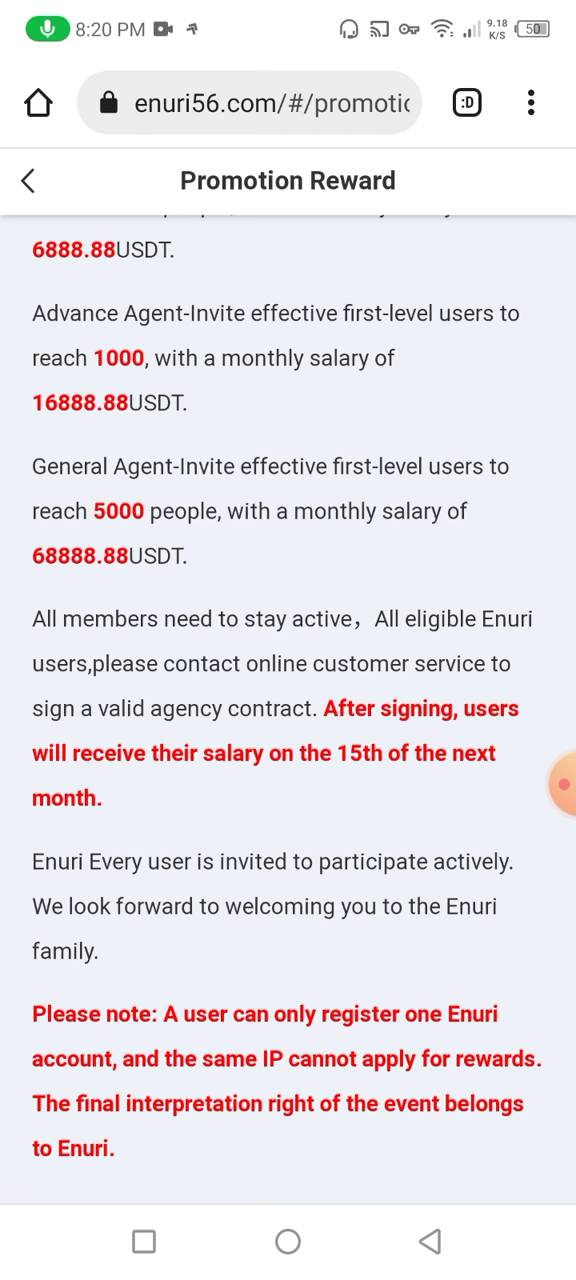 8:20 PM
9.18
K/S
50
enuri56.com/#/promotic
:D
Promotion Reward
6888.88USDT.
Advance Agent-Invite effective first-level users to
reach 1000, with a monthly salary of
16888.88USDT.
General Agent-Invite effective first-level users to
reach 5000 people, with a monthly salary of
68888.88USDT.
All members need to stay active，All eligible Enuri
users,please contact online customer service to
sign a valid agency contract. After signing, users
will receive their salary on the 15th of the next
month.
Enuri Every user is invited to participate actively.
We look forward to welcoming you to the Enuri
family.
Please note: A user can only register one Enuri
account, and the same IP cannot apply for rewards.
The final interpretation right of the event belongs
to Enuri.